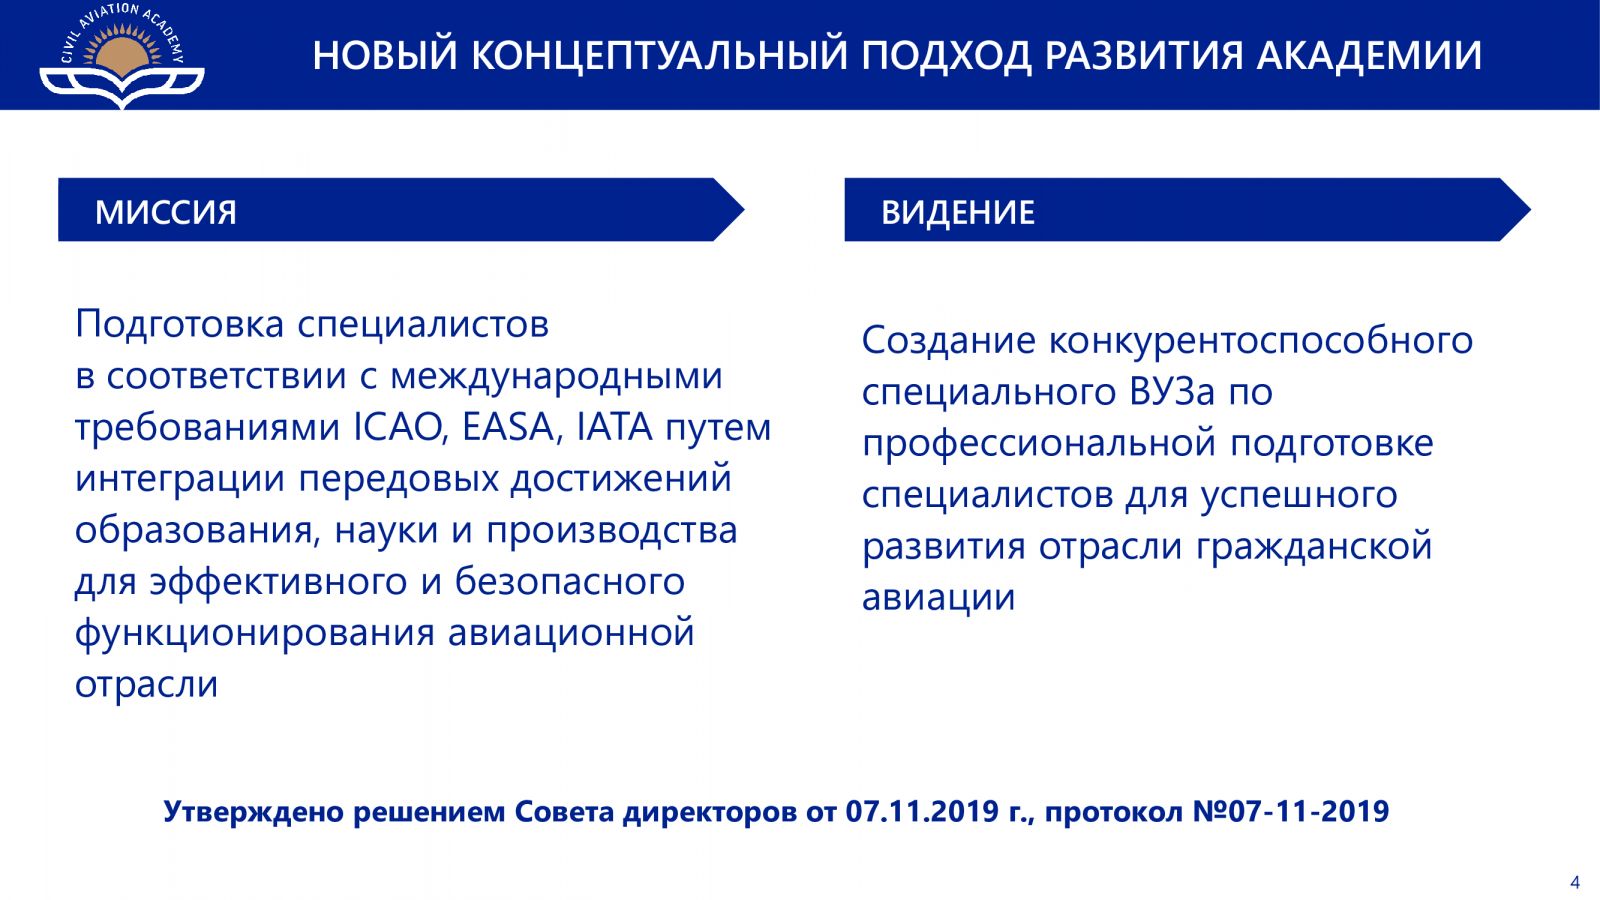 CIVIL AVIATION ACADEMY
НОВЫЙ КОНЦЕПТУАЛЬНЫЙ ПОДХОД РАЗВИТИЯ АКАДЕМИИ
МИССИЯ
Подготовка специалистов
в соответствии с международными
требованиями ICAO, EASA, IATA путем
интеграции передовых достижений
образования, науки и производства
для эффективного и безопасного
функционирования авиационной
отрасли
ВИДЕНИЕ
Создание конкурентоспособного
специального ВУЗа по
профессиональной подготовке
специалистов для успешного
развития отрасли гражданской
авиации
Утверждено решением Совета директоров от 07.11.2019 г., протокол №07-11-2019
4